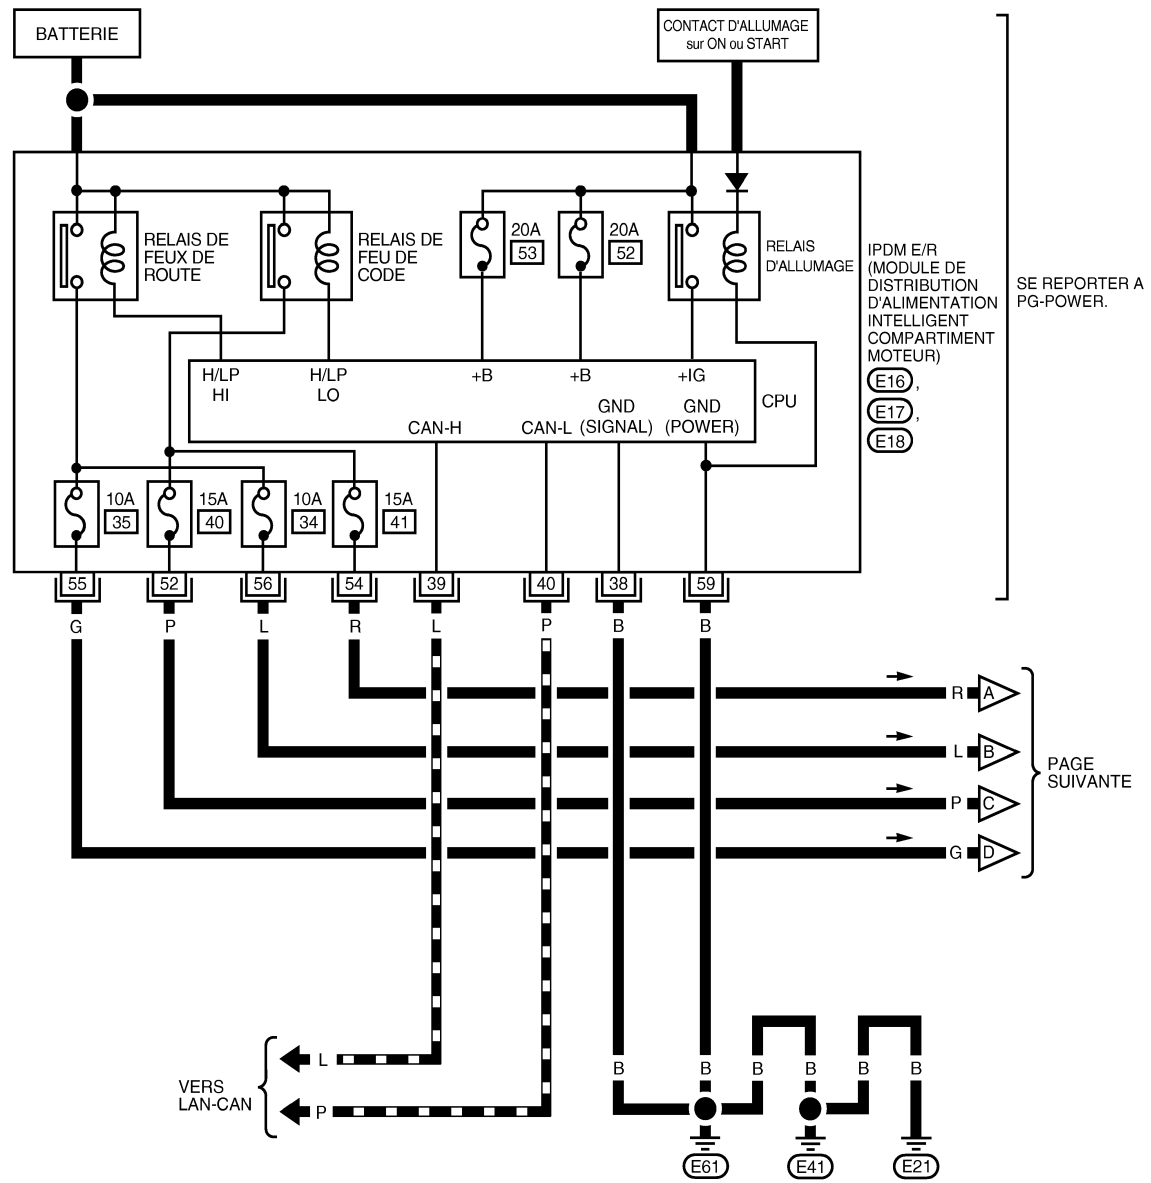 BATTERIE
CONTACT D'ALLUMAGE
sur ON ou START
RELAIS DE
FEUX DE
ROUTE
RELAIS DE
FEU DE
CODE
20A
53
20A
52
RELAIS
D'ALLUMAGE
IPDM E/R
(MODULE DE
DISTRIBUTION
D'ALIMENTATION
INTELLIGENT
COMPARTIMENT
MOTEUR)
E16 ,
E17 ,
E18
SE REPORTER A
PG-POWER.
H/LP
HI
H/LP
LO
+B
+B
+IG
CPU
CAN-H
CAN-L
GND
(SIGNAL)
GND
(POWER)
10A
35
15A
40
10A
34
15A
41
55
52
56
54
39
40
38
59
G
P
L
R
L
P
B
B
R
A
L
B
P
C
G
D
PAGE
SUIVANTE
VERS
LAN-CAN
L
P
B
B
B
B
B
B
E61
E41
E21